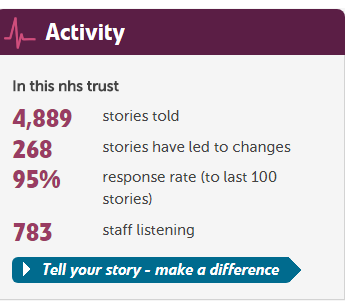 Activity
In this nhs trust
4,889 stories told
268 stories have led to changes
95% response rate (to last 100
stories)
783 staff listening
Tell your story - make a difference